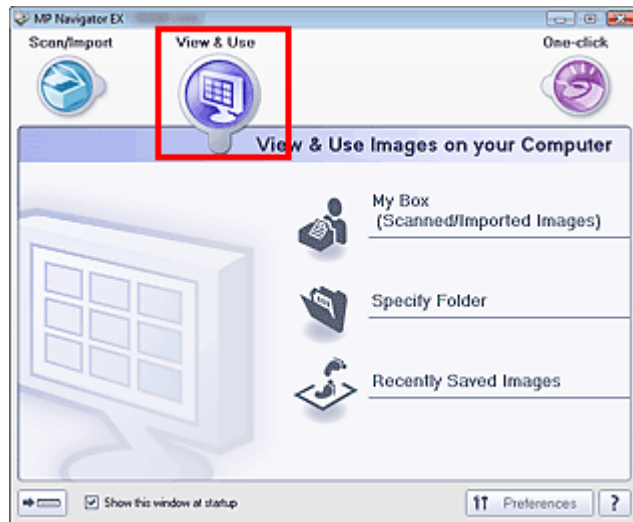 MP Navigator EX
Scan/Import
View & Use
One-click
View & Use Images on your Computer
My Box
(Scanned/Imported Images)
Specify Folder
Recently Saved Images
Show this window at startup
Preferences
?